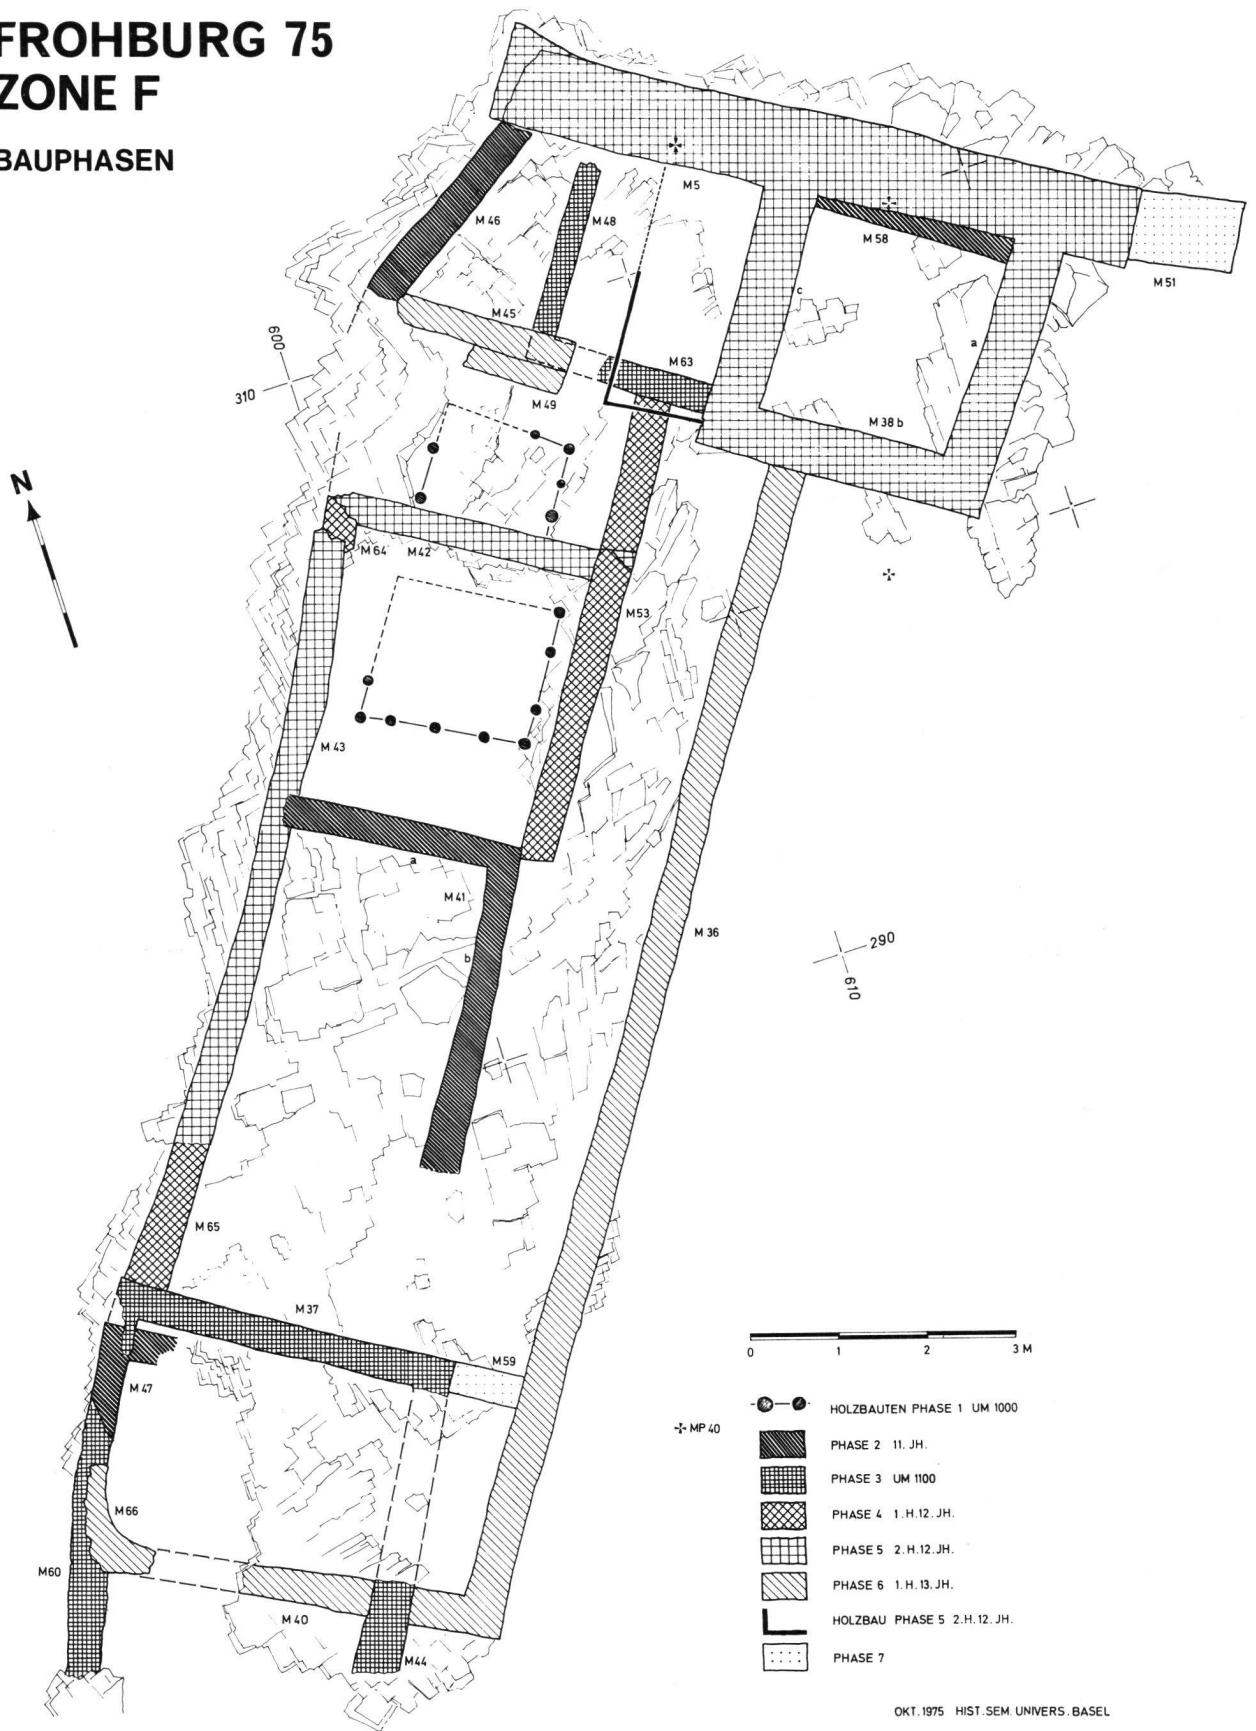 FROHBURG 75
ZONE F
BAUPHASEN
M 5
M 46
M 48
M 58
M 51
c
a
M 45
M 63
600
310
M 49
M 38 b
N
M 64
M 42
M 53
M 43
a
M 41
b
M 36
290
610
M 65
M 37
M 59
M 47
0 1 2 3 M
MP 40
HOLZBAUTEN PHASE 1 UM 1000
PHASE 2 11. JH.
PHASE 3 UM 1100
PHASE 4 1.H.12.JH.
PHASE 5 2.H.12.JH.
PHASE 6 1.H.13.JH.
HOLZBAU PHASE 5 2.H.12.JH.
PHASE 7
M 66
M60
M 40
M44
OKT. 1975 HIST. SEM. UNIVERS. BASEL